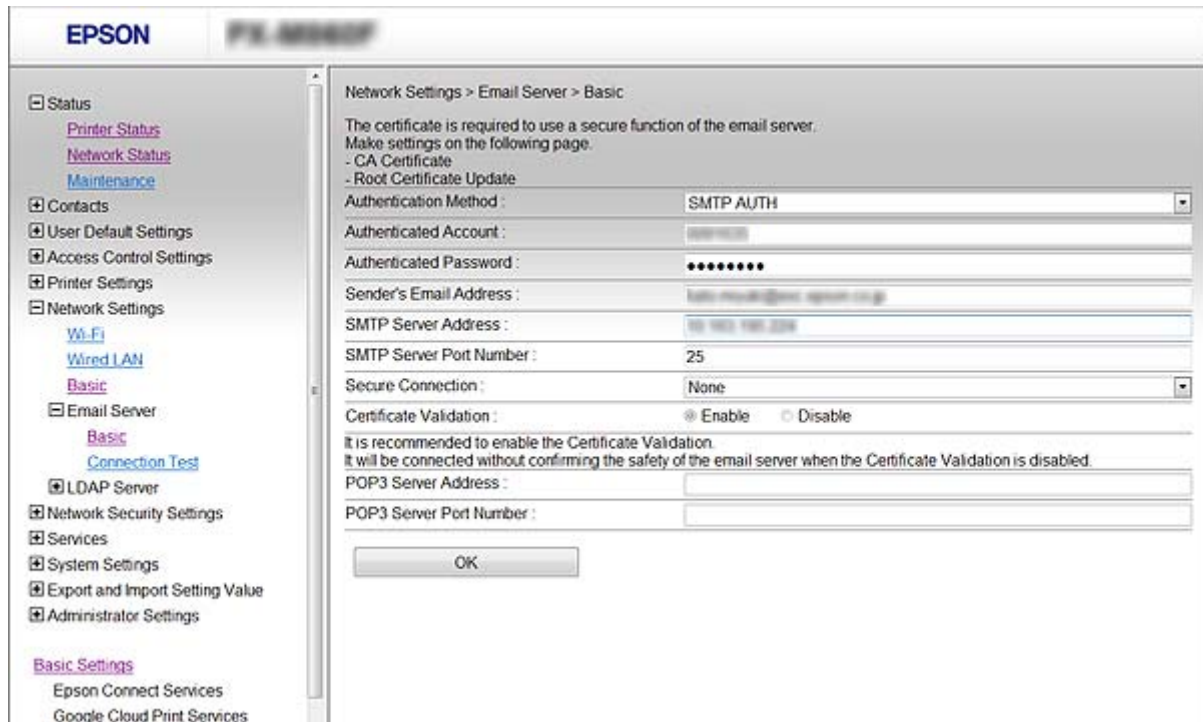 EPSON
Status
Printer Status
Network Status
Maintenance
Contacts
User Default Settings
Access Control Settings
Printer Settings
Network Settings
Wi-Fi
Wired LAN
Basic
Email Server
Basic
Connection Test
LDAP Server
Network Security Settings
Services
System Settings
Export and Import Setting Value
Administrator Settings
Basic Settings
Epson Connect Services
Google Cloud Print Services
Network Settings > Email Server > Basic
The certificate is required to use a secure function of the email server.
Make settings on the following page.
- CA Certificate
- Root Certificate Update
Authentication Method : SMTP AUTH
Authenticated Account :
Authenticated Password : ●●●●●●●●
Sender's Email Address :
SMTP Server Address :
SMTP Server Port Number : 25
Secure Connection : None
Certificate Validation : Enable Disable
It is recommended to enable the Certificate Validation.
It will be connected without confirming the safety of the email server when the Certificate Validation is disabled.
POP3 Server Address :
POP3 Server Port Number :
OK